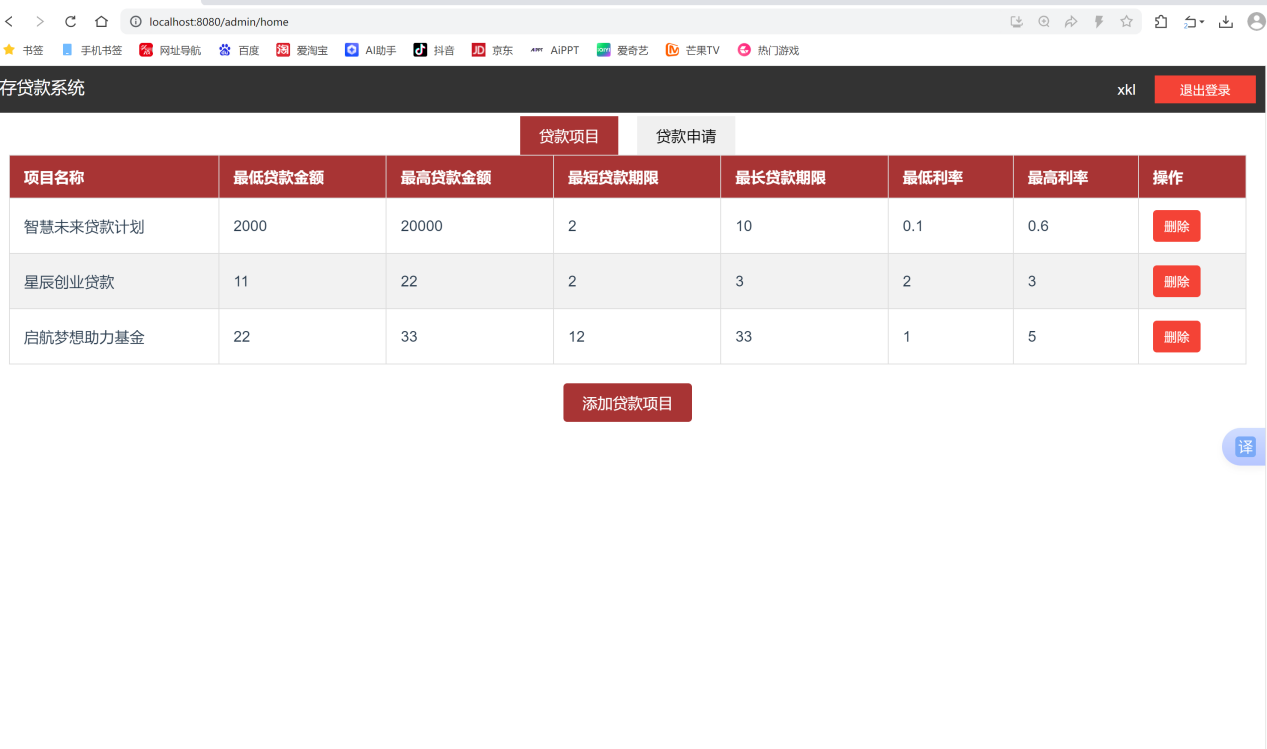 localhost:8080/admin/home
书签 手机书签 网址导航 百度 爱淘宝 AI助手 抖音 京东 AiPPT 爱奇艺 芒果TV 热门游戏
存贷款系统 xkl 退出登录
贷款项目 贷款申请
项目名称 最低贷款金额 最高贷款金额 最短贷款期限 最长贷款期限 最低利率 最高利率 操作
智慧未来贷款计划 2000 20000 2 10 0.1 0.6 删除
星辰创业贷款 11 22 2 3 2 3 删除
启航梦想助力基金 22 33 12 33 1 5 删除
添加贷款项目
译